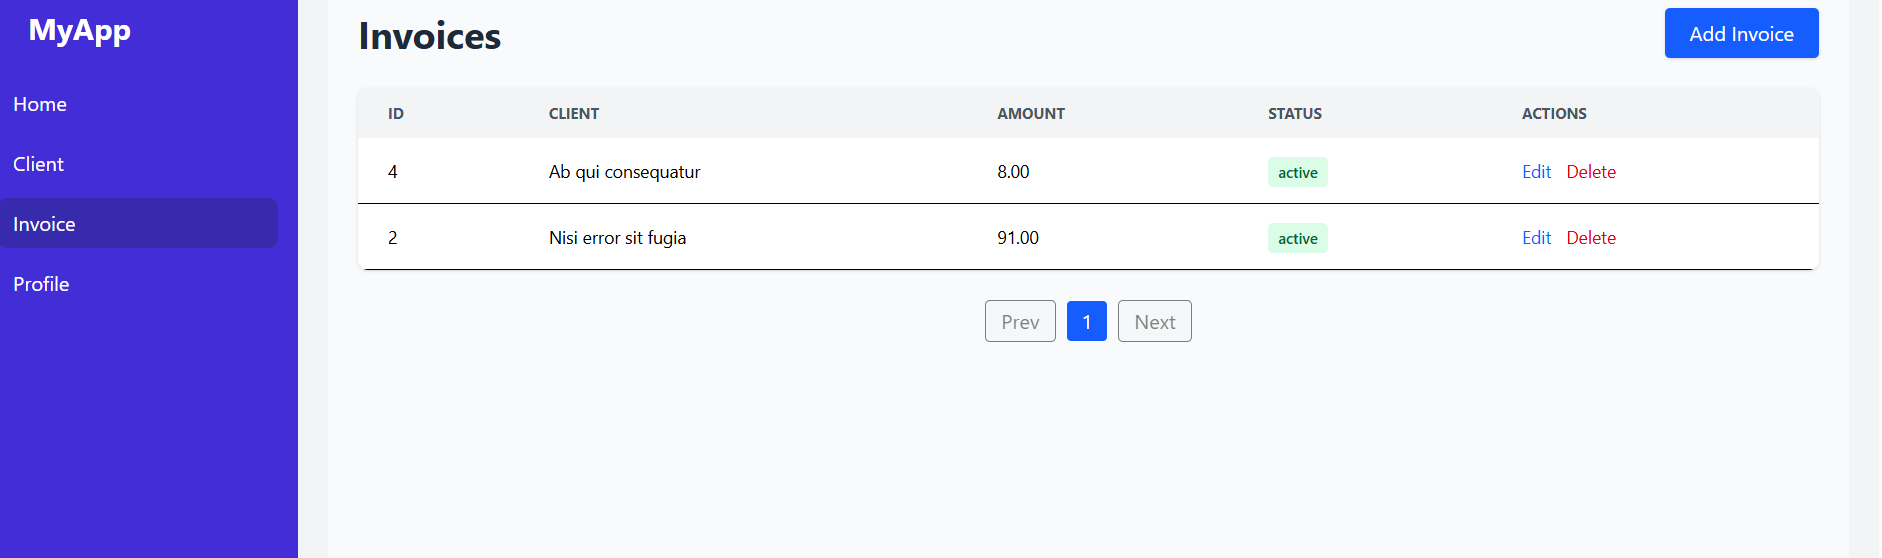 MyApp
Home
Client
Invoice
Profile
Invoices
Add Invoice
ID CLIENT AMOUNT STATUS ACTIONS
4 Ab qui consequatur 8.00 active Edit Delete
2 Nisi error sit fugia 91.00 active Edit Delete
Prev 1 Next